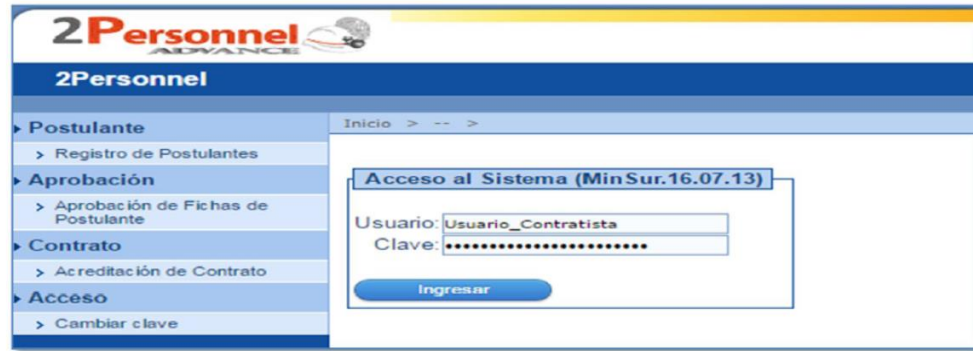 2Personnel
ADVANCE
2Personnel
Postulante
Registro de Postulantes
Aprobación
Aprobación de Fichas de
Postulante
Contrato
Acreditación de Contrato
Acceso
Cambiar clave
Inicio > -- >
Acceso al Sistema (MinSur.16.07.13)
Usuario: Usuario_Contratista
Clave: •••••••••••••••••••••••
Ingresar